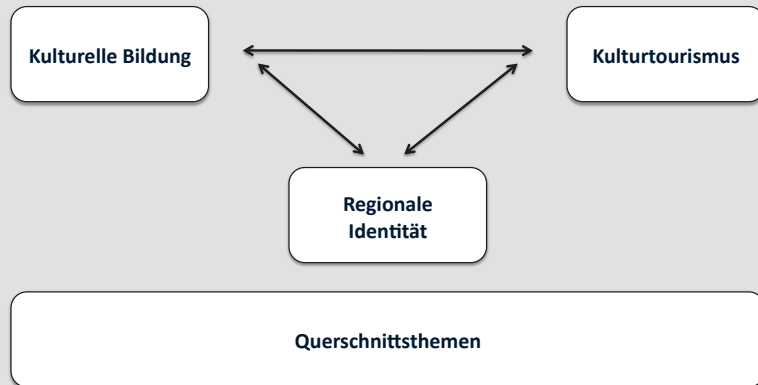 Kulturelle Bildung
Kulturtourismus
Regionale
Identität
Querschnittsthemen